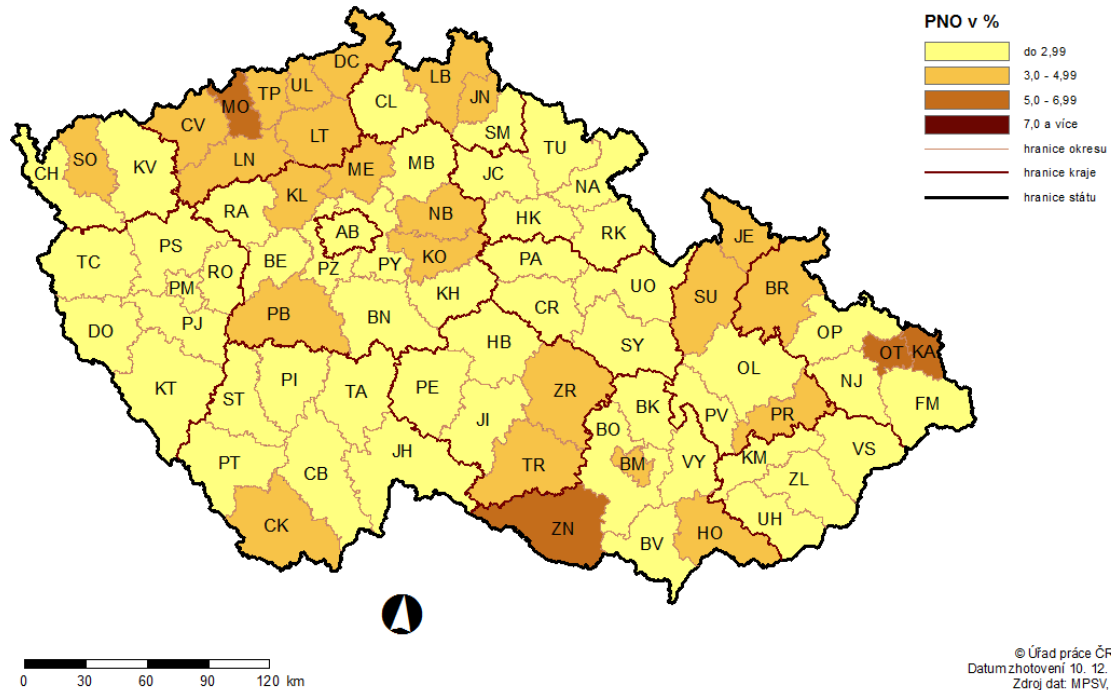 PNO v %
do 2,99
3,0 - 4,99
5,0 - 6,99
7,0 a více
hranice okresu
hranice kraje
hranice státu
DC
LB
UL
TP
JN
MO
CL
CV
LT
SM
TU
LN
ME
MB
JC
SO
KV
CH
NA
KL
RA
NB
HK
AB
RK
JE
PS
BE
PZ
PY
KO
PA
TC
RO
UO
SU
BR
PM
KH
CR
PB
BN
DO
PJ
OP
HB
SY
OT
KA
OL
NJ
KT
ST
PI
TA
PE
ZR
FM
JI
BK
PV
PR
BO
JH
VS
PT
CB
TR
BM
VY
KM
ZL
CK
ZN
UH
HO
BV
0 30 60 90 120 km
© Úřad práce ČR
Datum zhotovení 10. 12.
Zdroj dat: MPSV,